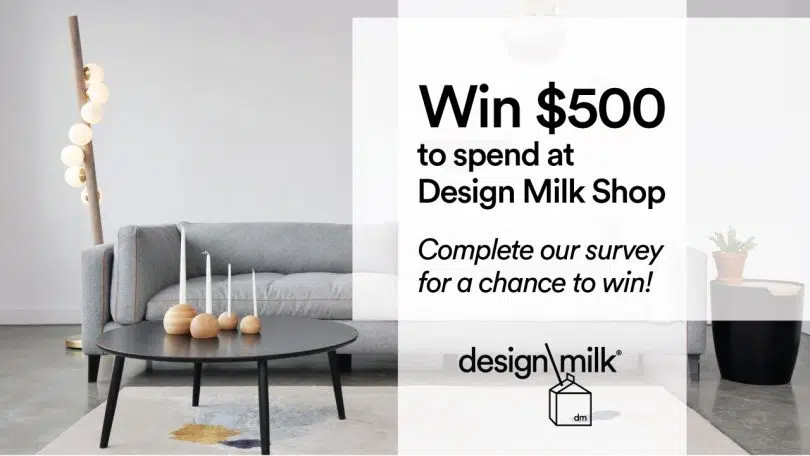 Win $500
to spend at
Design Milk Shop
Complete our survey
for a chance to win!
design milk®
dm